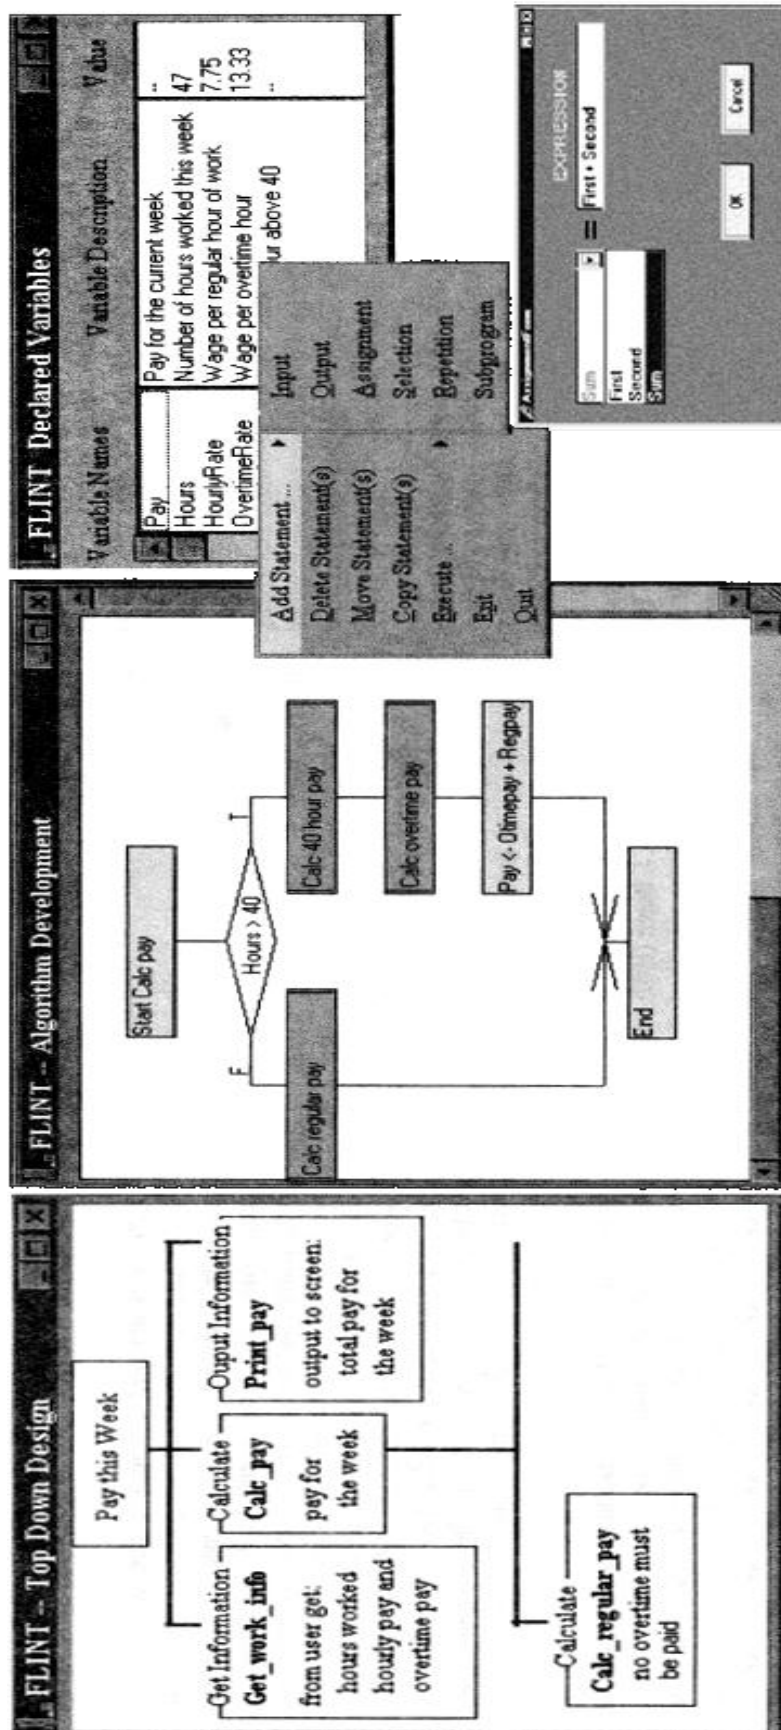 FLINT – Top Down Design
Pay this Week
Get Information
Get_work_info
from user get:
hours worked
hourly pay and
overtime pay
Calculate
Calc_pay
pay for
the week
Ouput Information
Print_pay
output to screen:
total pay for
the week
Calculate
Calc_regular_pay
no overtime must
be paid
FLINT -- Algorithm Development
Start Calc pay
Hours > 40
F
T
Calc regular pay
Calc 40 hour pay
Calc overtime pay
Pay <- Otimepay + Regpay
End
FLINT Declared Variables
Variable Names Variable Description Value
Pay Pay for the current week --
Hours Number of hours worked this week 47
HourlyRate Wage per regular hour of work 7.75
OvertimeRate Wage per overtime hour 13.33
ur above 40 --
Add Statement ...
Delete Statement(s)
Move Statement(s)
Copy Statement(s)
Execute ...
Exit
Quit
Input
Output
Assignment
Selection
Repetition
Subprogram
EXPRESSION
Sum = First + Second
First
Second
Sum
OK Cancel